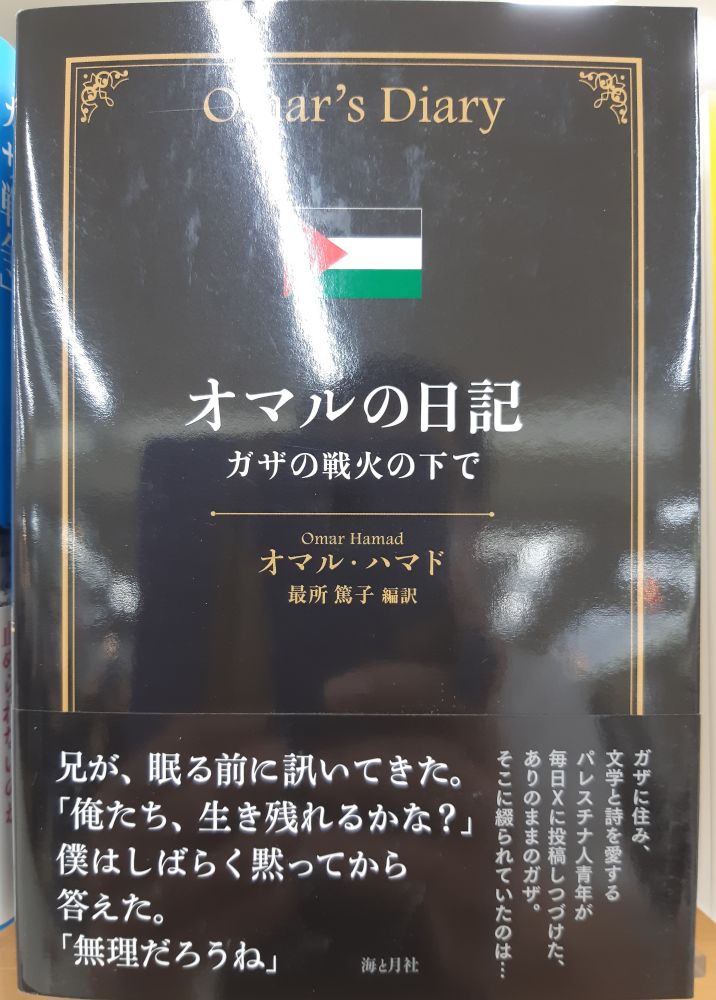 Omar's Diary
オマルの日記
ガザの戦火の下で
Omar Hamad
オマル・ハマド
最所 篤子 編訳
兄が、眠る前に訊いてきた。
「俺たち、生き残れるかな？」
僕はしばらく黙ってから
答えた。
「無理だろうね」
ガザに住み、
文学と詩を愛する
パレスチナ人青年が
毎日Xに投稿しつづけた、
ありのままのガザ。
そこに綴られていたのは…
海と月社